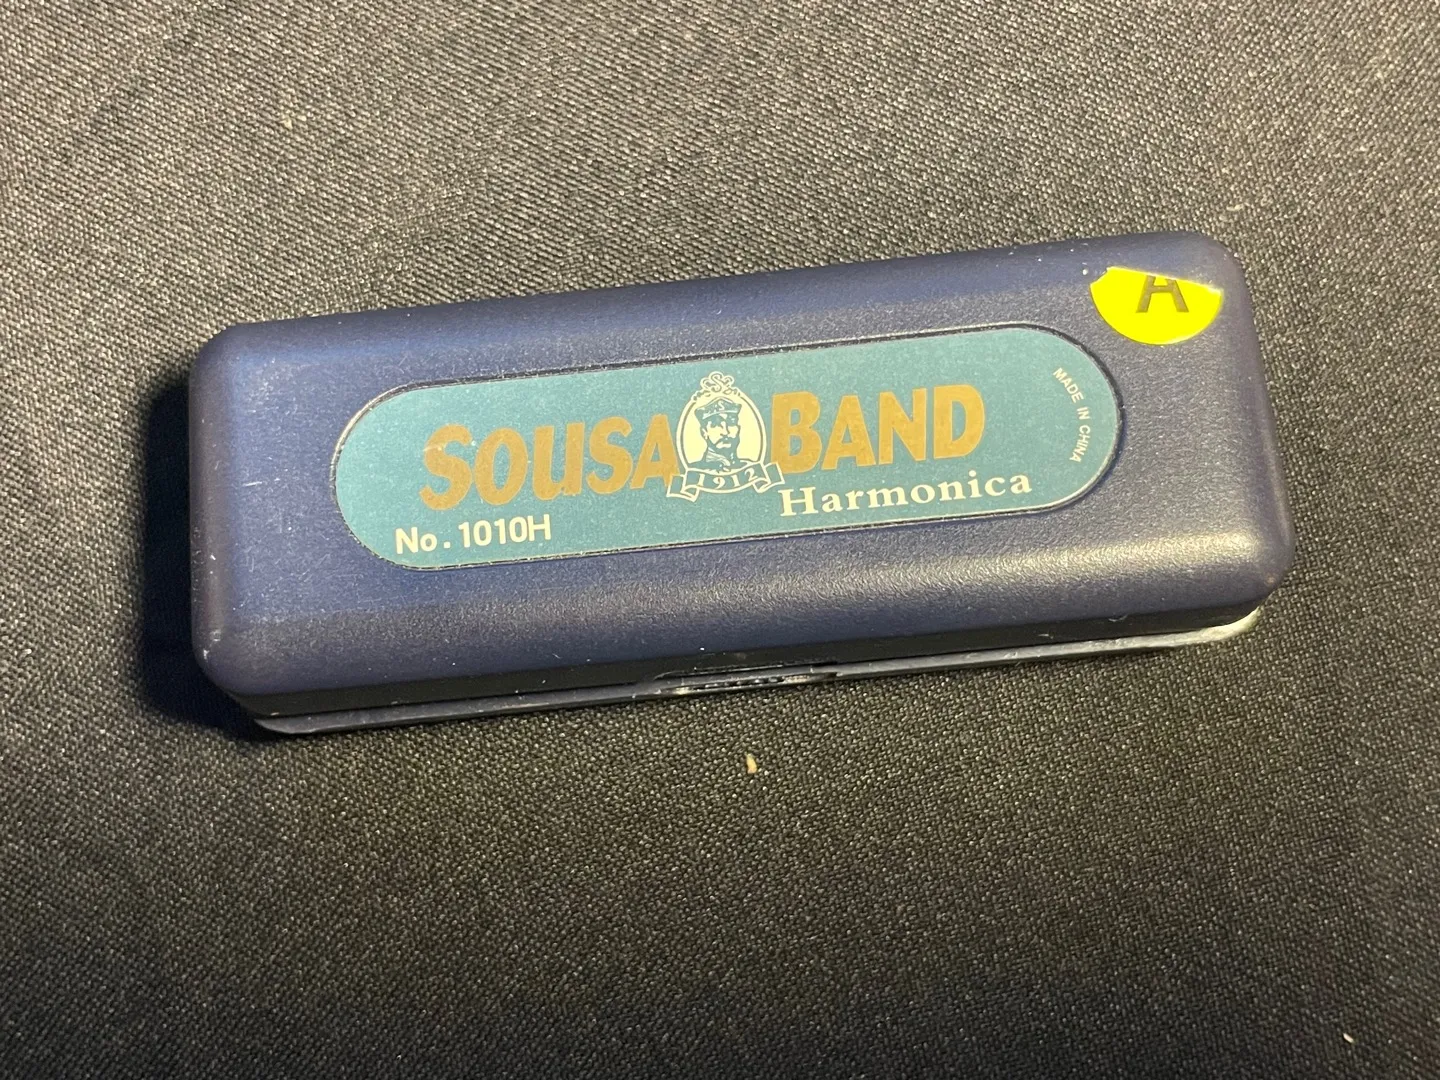 SOUSA BAND
1912
Harmonica
No. 1010H
MADE IN CHINA